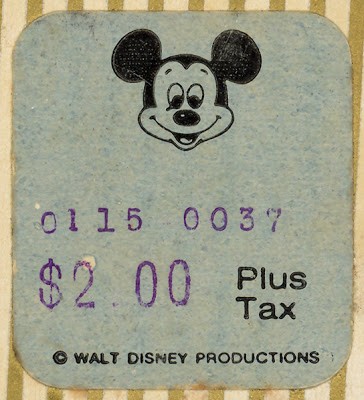 0115 0037
$2.00 Plus
Tax
© WALT DISNEY PRODUCTIONS